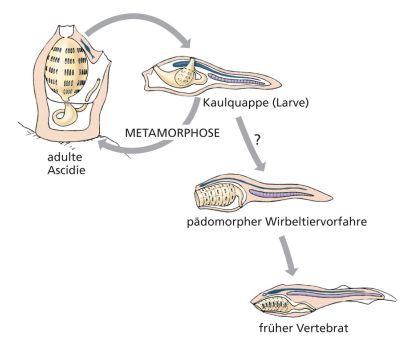 Kaulquappe (Larve)
METAMORPHOSE
?
adulte
Ascidie
pädomorpher Wirbeltiervorfahre
früher Vertebrat